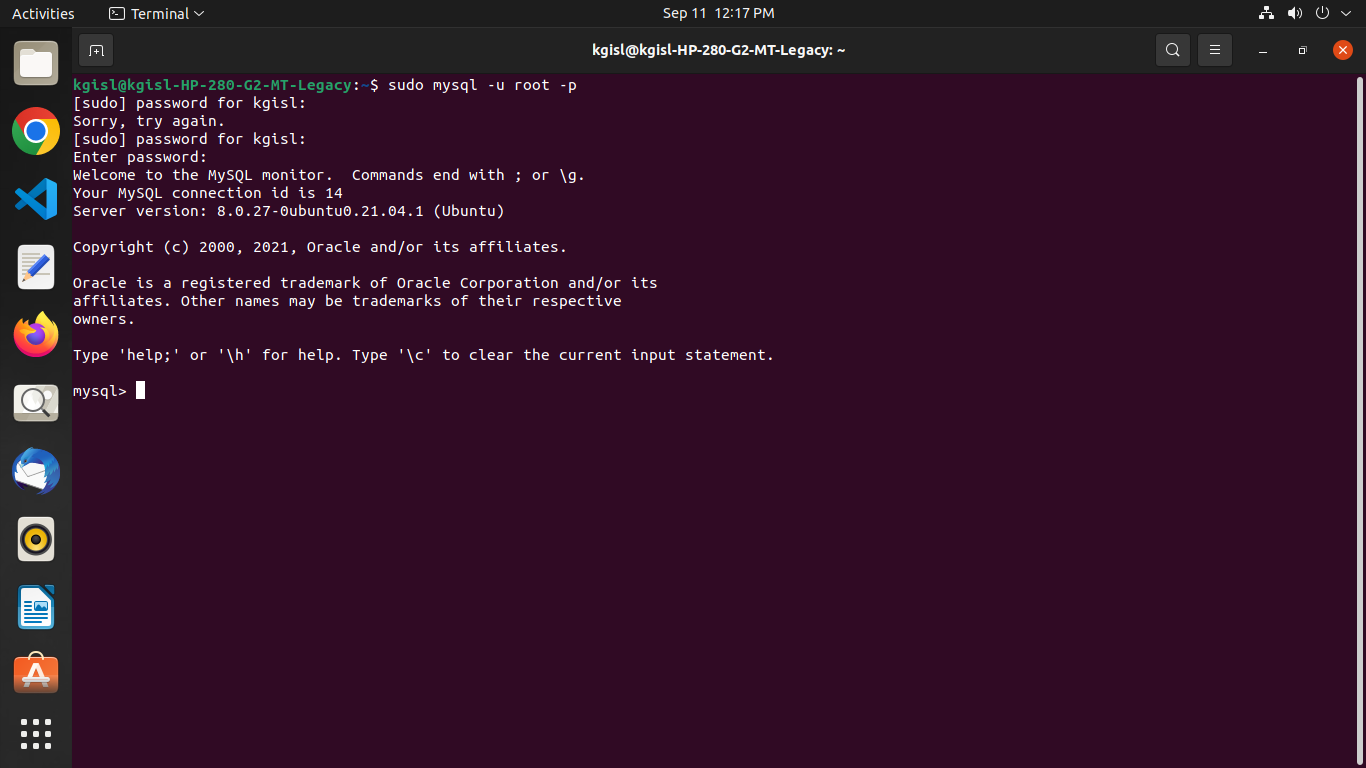 Activities Terminal Sep 11 12:17 PM
kgisl@kgisl-HP-280-G2-MT-Legacy: ~
kgisl@kgisl-HP-280-G2-MT-Legacy:~$ sudo mysql -u root -p
[sudo] password for kgisl:
Sorry, try again.
[sudo] password for kgisl:
Enter password:
Welcome to the MySQL monitor.  Commands end with ; or \g.
Your MySQL connection id is 14
Server version: 8.0.27-0ubuntu0.21.04.1 (Ubuntu)
Copyright (c) 2000, 2021, Oracle and/or its affiliates.
Oracle is a registered trademark of Oracle Corporation and/or its
affiliates. Other names may be trademarks of their respective
owners.
Type 'help;' or '\h' for help. Type '\c' to clear the current input statement.
mysql>